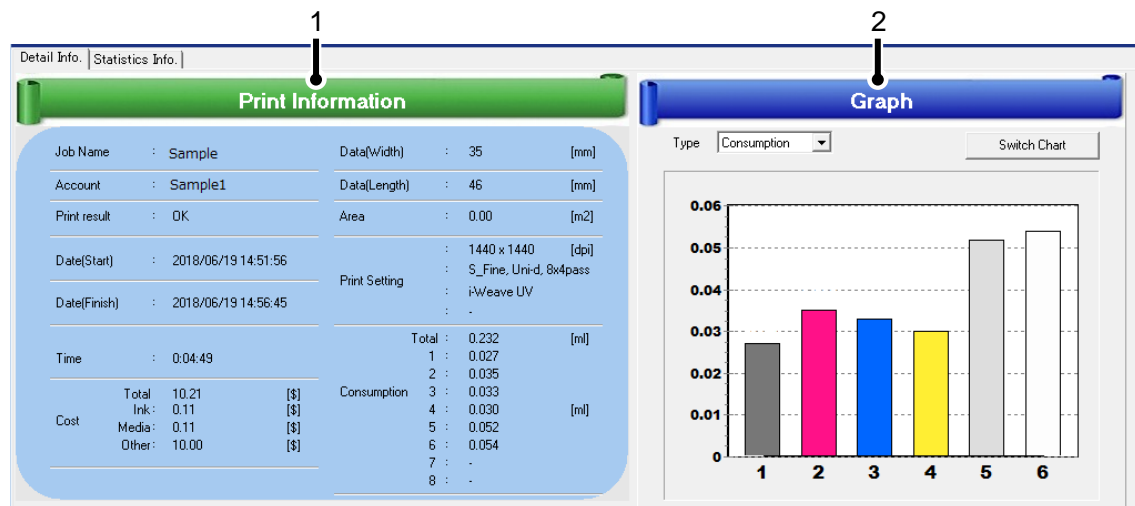 1
2
Detail Info.
Statistics Info.
Print Information
Job Name : Sample
Account : Sample1
Print result : OK
Date(Start) : 2018/06/19 14:51:56
Date(Finish) : 2018/06/19 14:56:45
Time : 0:04:49
Cost
Total 10.21 [$]
Ink : 0.11 [$]
Media : 0.11 [$]
Other : 10.00 [$]
Data(Width) : 35 [mm]
Data(Length) : 46 [mm]
Area : 0.00 [m2]
Print Setting
: 1440 x 1440 [dpi]
: S_Fine, Uni-d, 8x4pass
: i-Weave UV
: -
Consumption
Total : 0.232 [ml]
1 : 0.027
2 : 0.035
3 : 0.033
4 : 0.030 [ml]
5 : 0.052
6 : 0.054
7 : -
8 : -
Graph
Type Consumption
Switch Chart
0.06
0.05
0.04
0.03
0.02
0.01
0
1 2 3 4 5 6